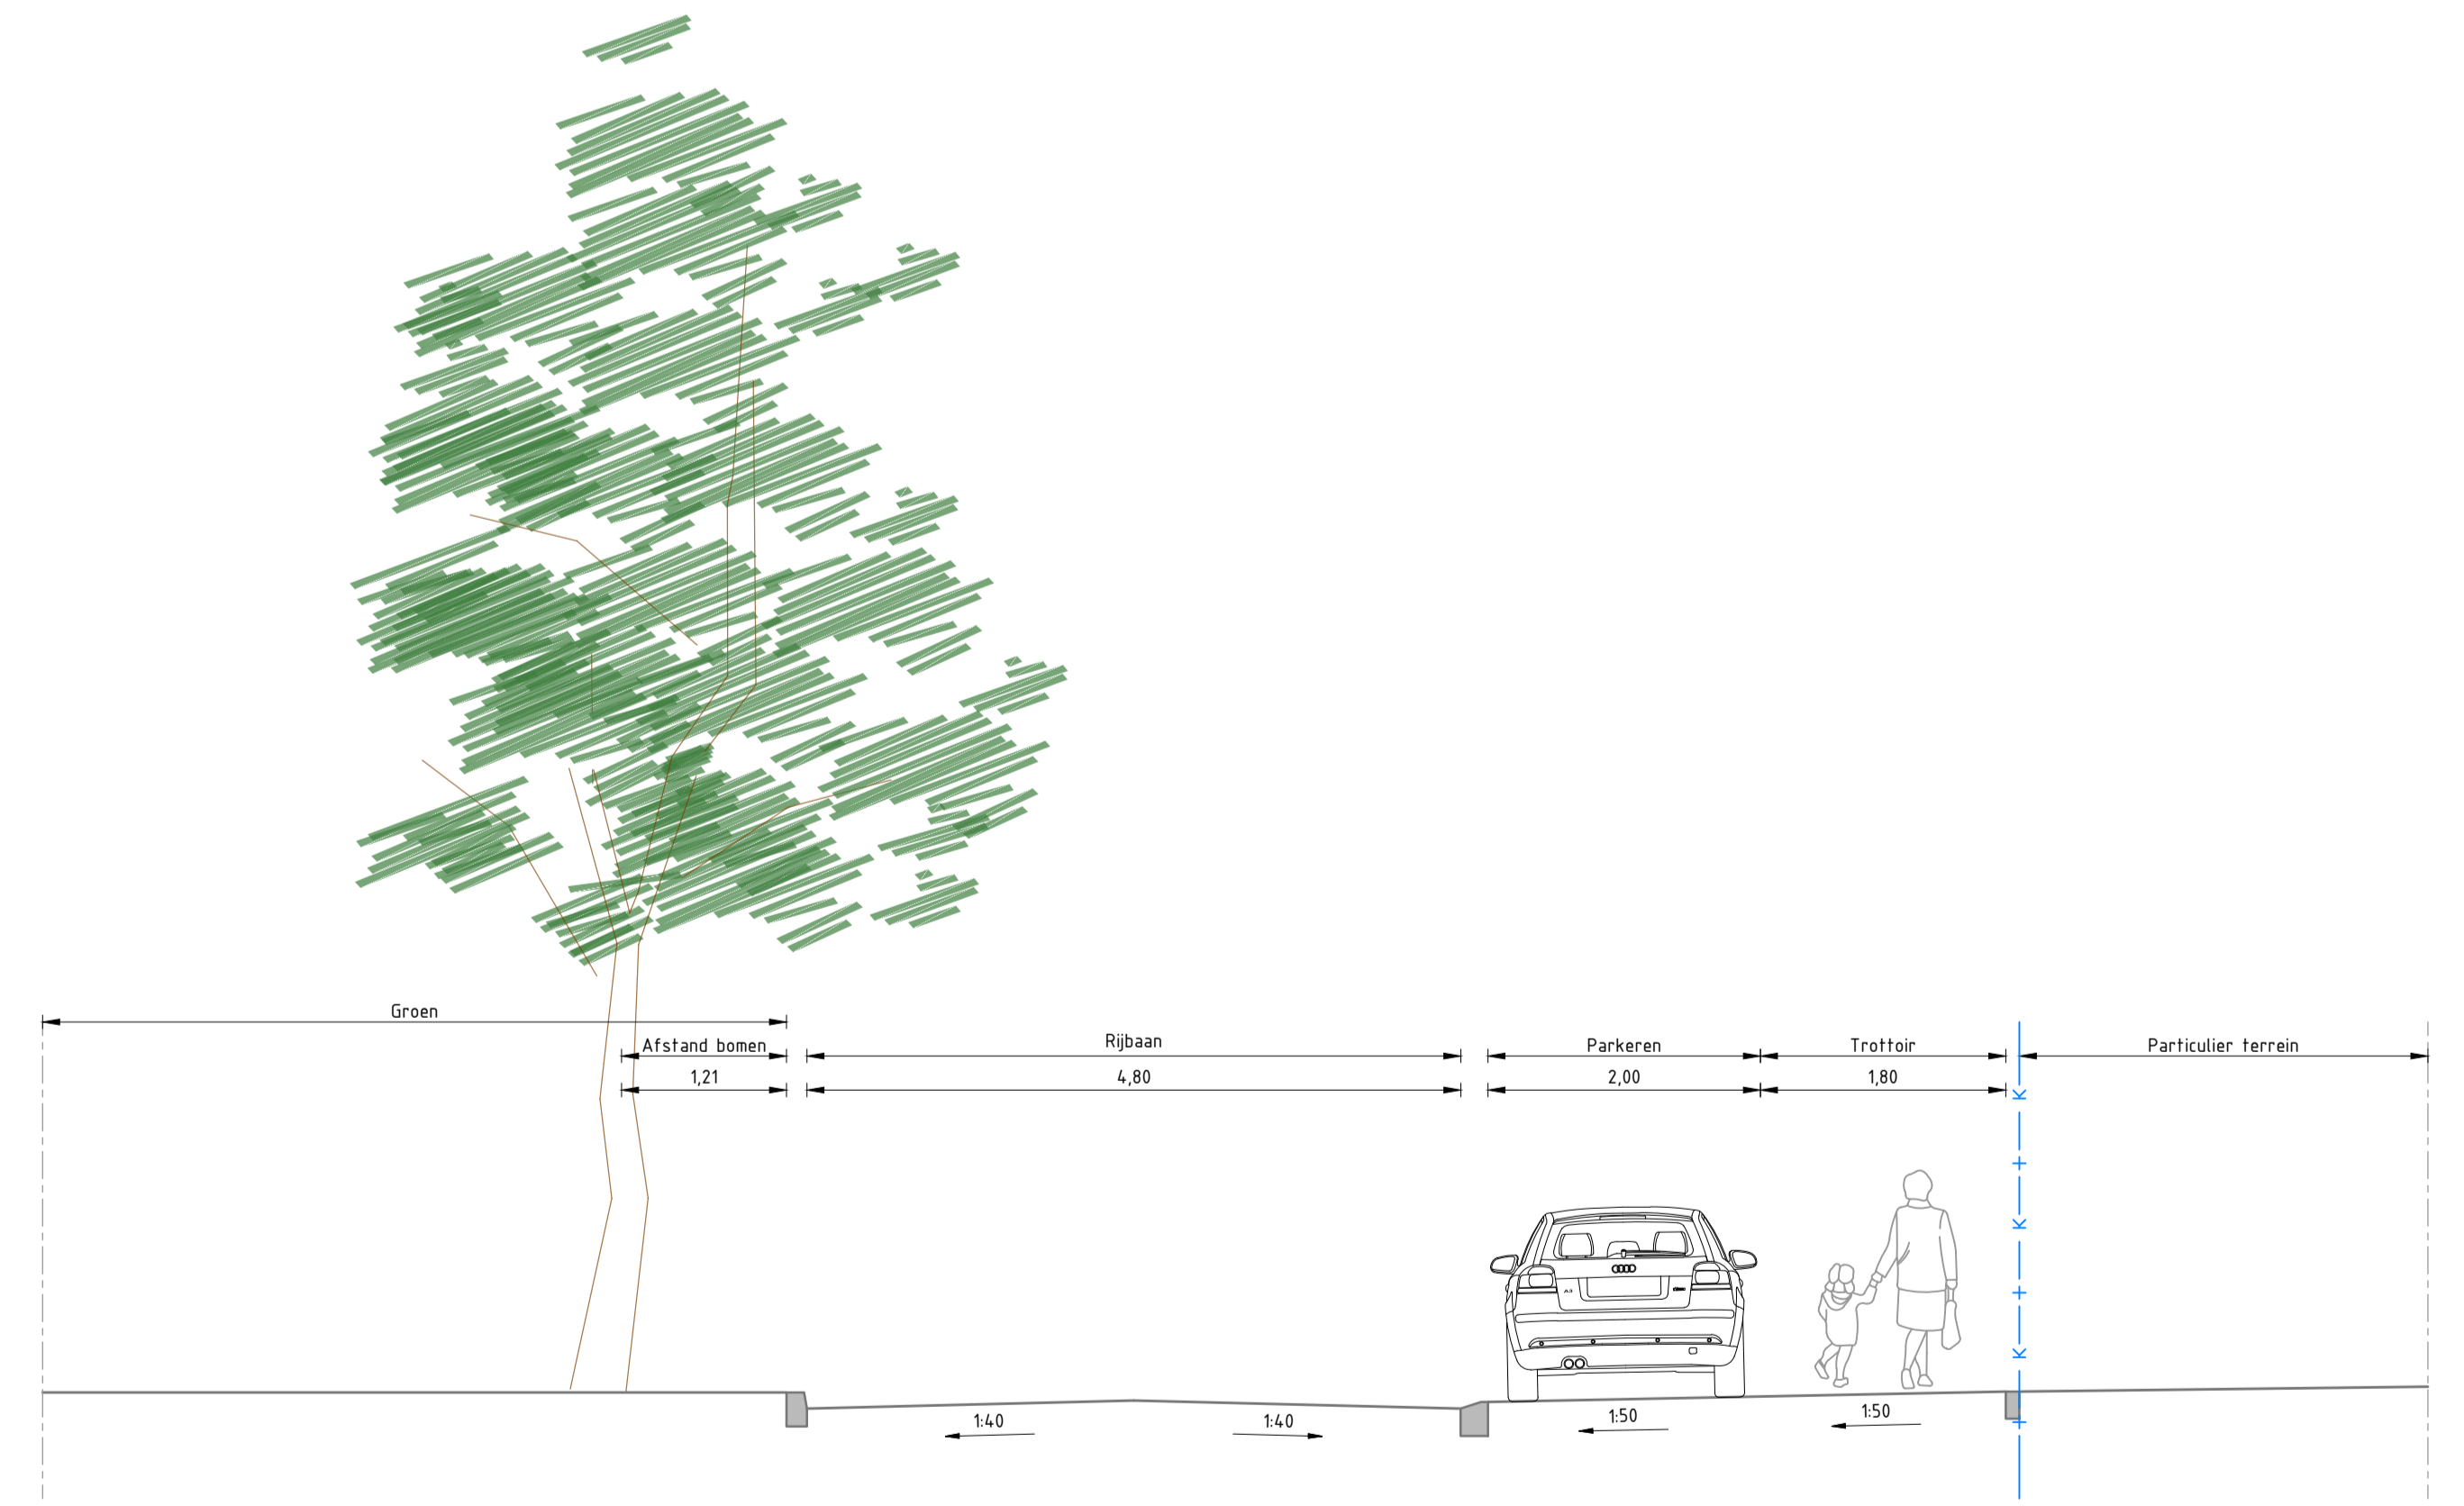 Groen
Afstand bomen
Rijbaan
Parkeren
Trottoir
Particulier terrein
1,21
4,80
2,00
1,80
K
K
K
A3
1:40
1:40
1:50
1:50